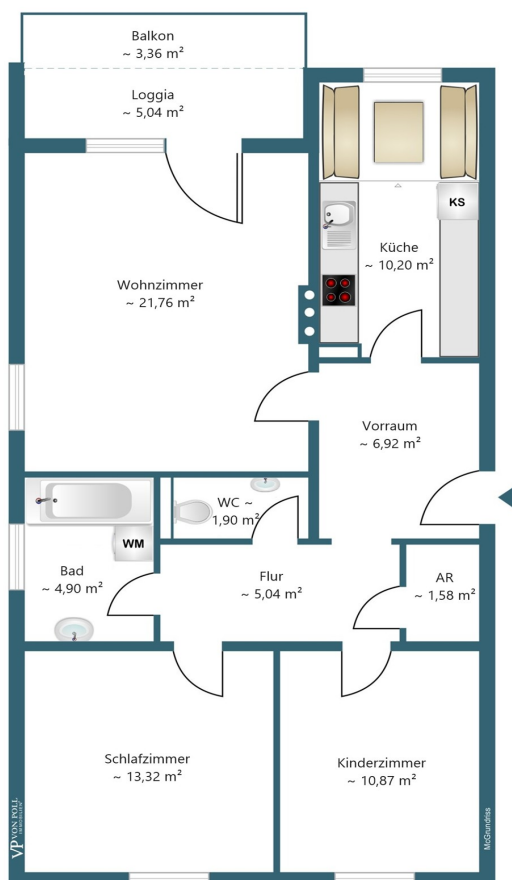 Balkon
~ 3,36 m²
Loggia
~ 5,04 m²
KS
Küche
~ 10,20 m²
Wohnzimmer
~ 21,76 m²
Vorraum
~ 6,92 m²
WC ~
1,90 m²
WM
Bad
~ 4,90 m²
Flur
~ 5,04 m²
AR
~ 1,58 m²
Schlafzimmer
~ 13,32 m²
Kinderzimmer
~ 10,87 m²
VP VON POLL
IMMOBILIEN
McGrundriss